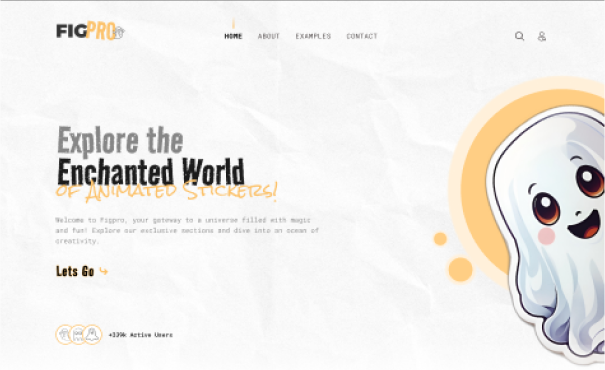 FIGPRO
HOME ABOUT EXAMPLES CONTACT
Explore the
Enchanted World
of Animated Stickers!
Welcome to Figpro, your gateway to a universe filled with magic
and fun! Explore our exclusive sections and dive into an ocean of
creativity.
Lets Go
+339k Active Users